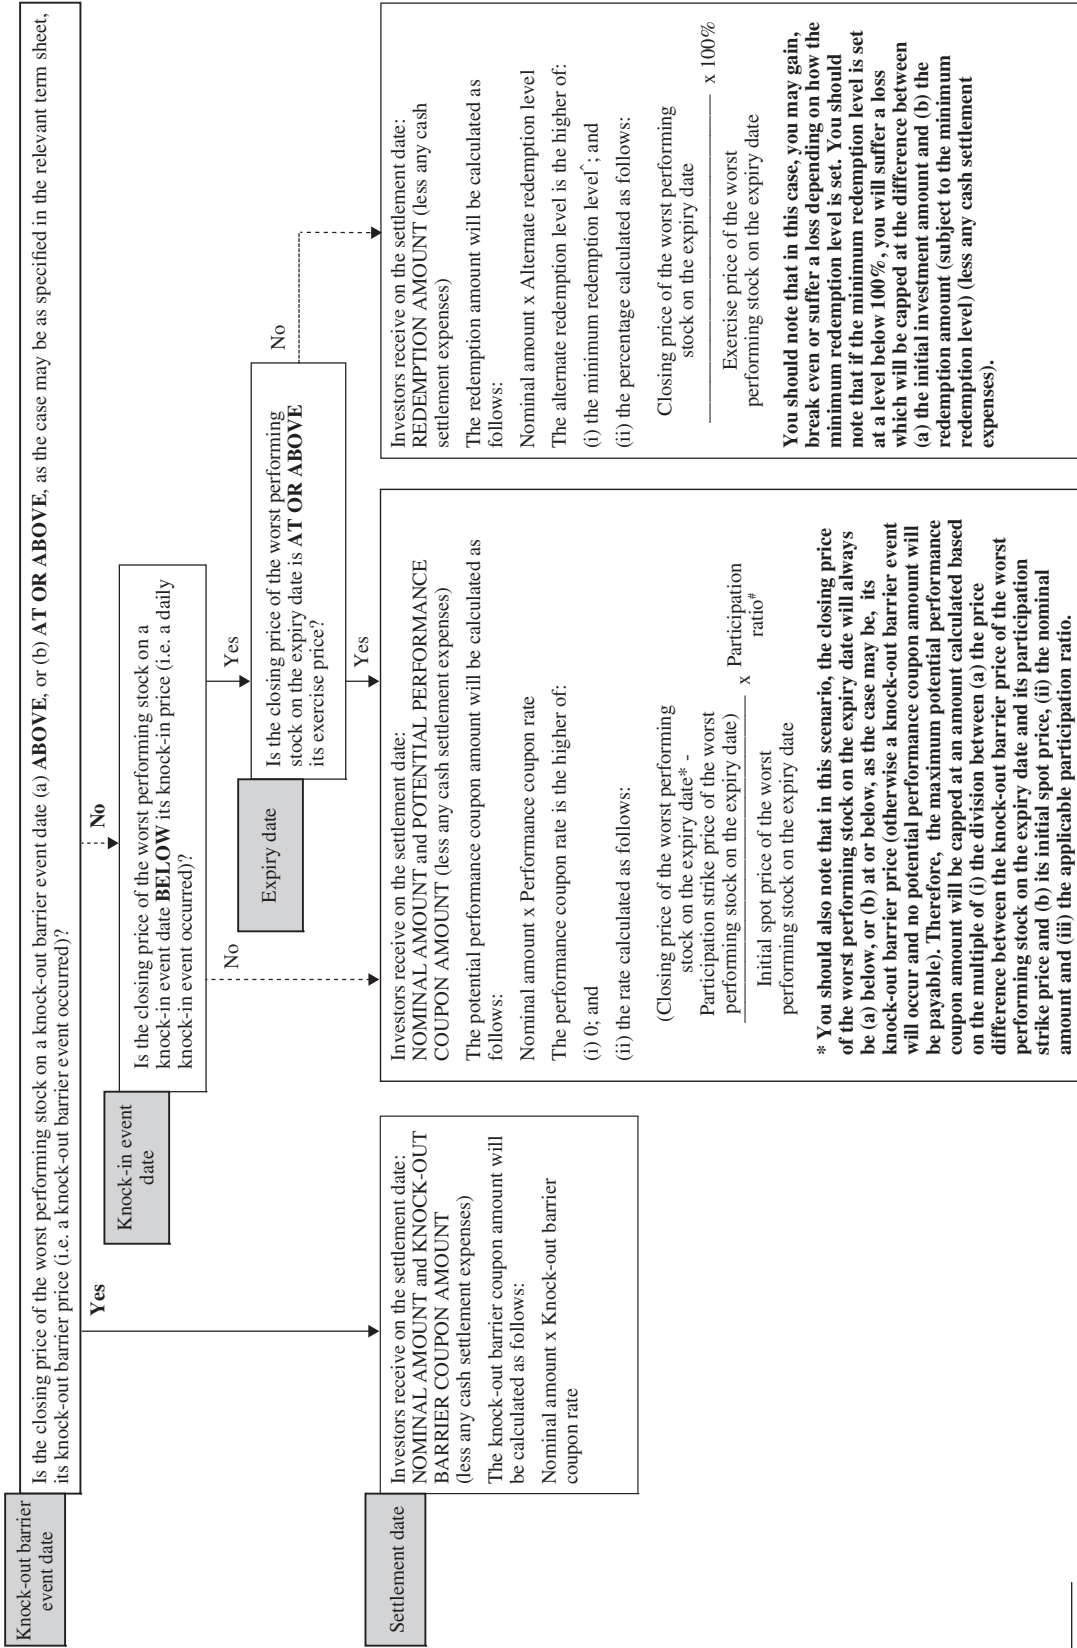 Knock-out barrier
event date
Is the closing price of the worst performing stock on a knock-out barrier event date (a) ABOVE, or (b) AT OR ABOVE, as the case may be as specified in the relevant term sheet,
its knock-out barrier price (i.e. a knock-out barrier event occurred)?
Yes
No
Knock-in event
date
Is the closing price of the worst performing stock on a
knock-in event date BELOW its knock-in price (i.e. a daily
knock-in event occurred)?
No
Yes
Expiry date
Is the closing price of the worst performing
stock on the expiry date is AT OR ABOVE
its exercise price?
Yes
No
Settlement date
Investors receive on the settlement date:
NOMINAL AMOUNT and KNOCK-OUT
BARRIER COUPON AMOUNT
(less any cash settlement expenses)
The knock-out barrier coupon amount will
be calculated as follows:
Nominal amount x Knock-out barrier
coupon rate
Investors receive on the settlement date:
NOMINAL AMOUNT and POTENTIAL PERFORMANCE
COUPON AMOUNT (less any cash settlement expenses)
The potential performance coupon amount will be calculated as
follows:
Nominal amount x Performance coupon rate
The performance coupon rate is the higher of:
(i) 0; and
(ii) the rate calculated as follows:
(Closing price of the worst performing
stock on the expiry date* -
Participation strike price of the worst
performing stock on the expiry date)
Initial spot price of the worst
performing stock on the expiry date
x Participation
ratio#
* You should also note that in this scenario, the closing price
of the worst performing stock on the expiry date will always
be (a) below, or (b) at or below, as the case may be, its
knock-out barrier price (otherwise a knock-out barrier event
will occur and no potential performance coupon amount will
be payable). Therefore, the maximum potential performance
coupon amount will be capped at an amount calculated based
on the multiple of (i) the division between (a) the price
difference between the knock-out barrier price of the worst
performing stock on the expiry date and its participation
strike price and (b) its initial spot price, (ii) the nominal
amount and (iii) the applicable participation ratio.
Investors receive on the settlement date:
REDEMPTION AMOUNT (less any cash
settlement expenses)
The redemption amount will be calculated as
follows:
Nominal amount x Alternate redemption level
The alternate redemption level is the higher of:
(i) the minimum redemption level^; and
(ii) the percentage calculated as follows:
Closing price of the worst performing
stock on the expiry date
Exercise price of the worst
performing stock on the expiry date
x 100%
You should note that in this case, you may gain,
break even or suffer a loss depending on how the
minimum redemption level is set. You should
note that if the minimum redemption level is set
at a level below 100%, you will suffer a loss
which will be capped at the difference between
(a) the initial investment amount and (b) the
redemption amount (subject to the minimum
redemption level) (less any cash settlement
expenses).